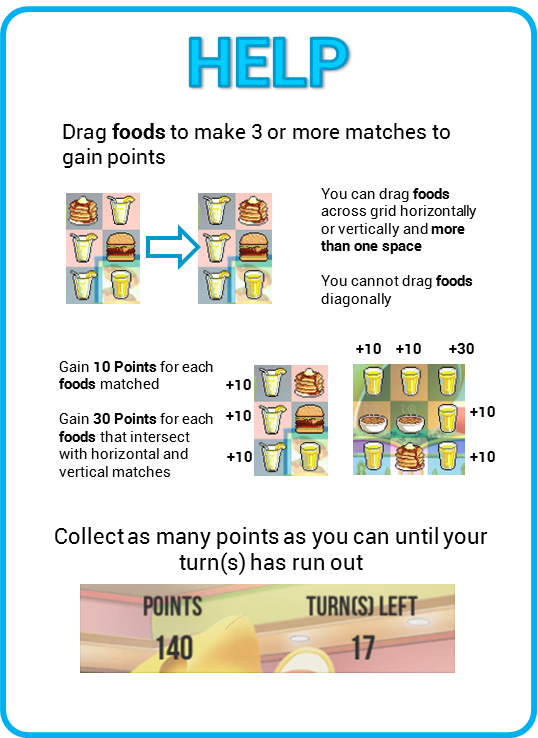 HELP
Drag foods to make 3 or more matches to
gain points
You can drag foods
across grid horizontally
or vertically and more
than one space
You cannot drag foods
diagonally
Gain 10 Points for each
foods matched
Gain 30 Points for each
foods that intersect
with horizontal and
vertical matches
+10
+10
+10
+10 +10 +30
+10
+10
Collect as many points as you can until your
turn(s) has run out
POINTS TURN(S) LEFT
140 17